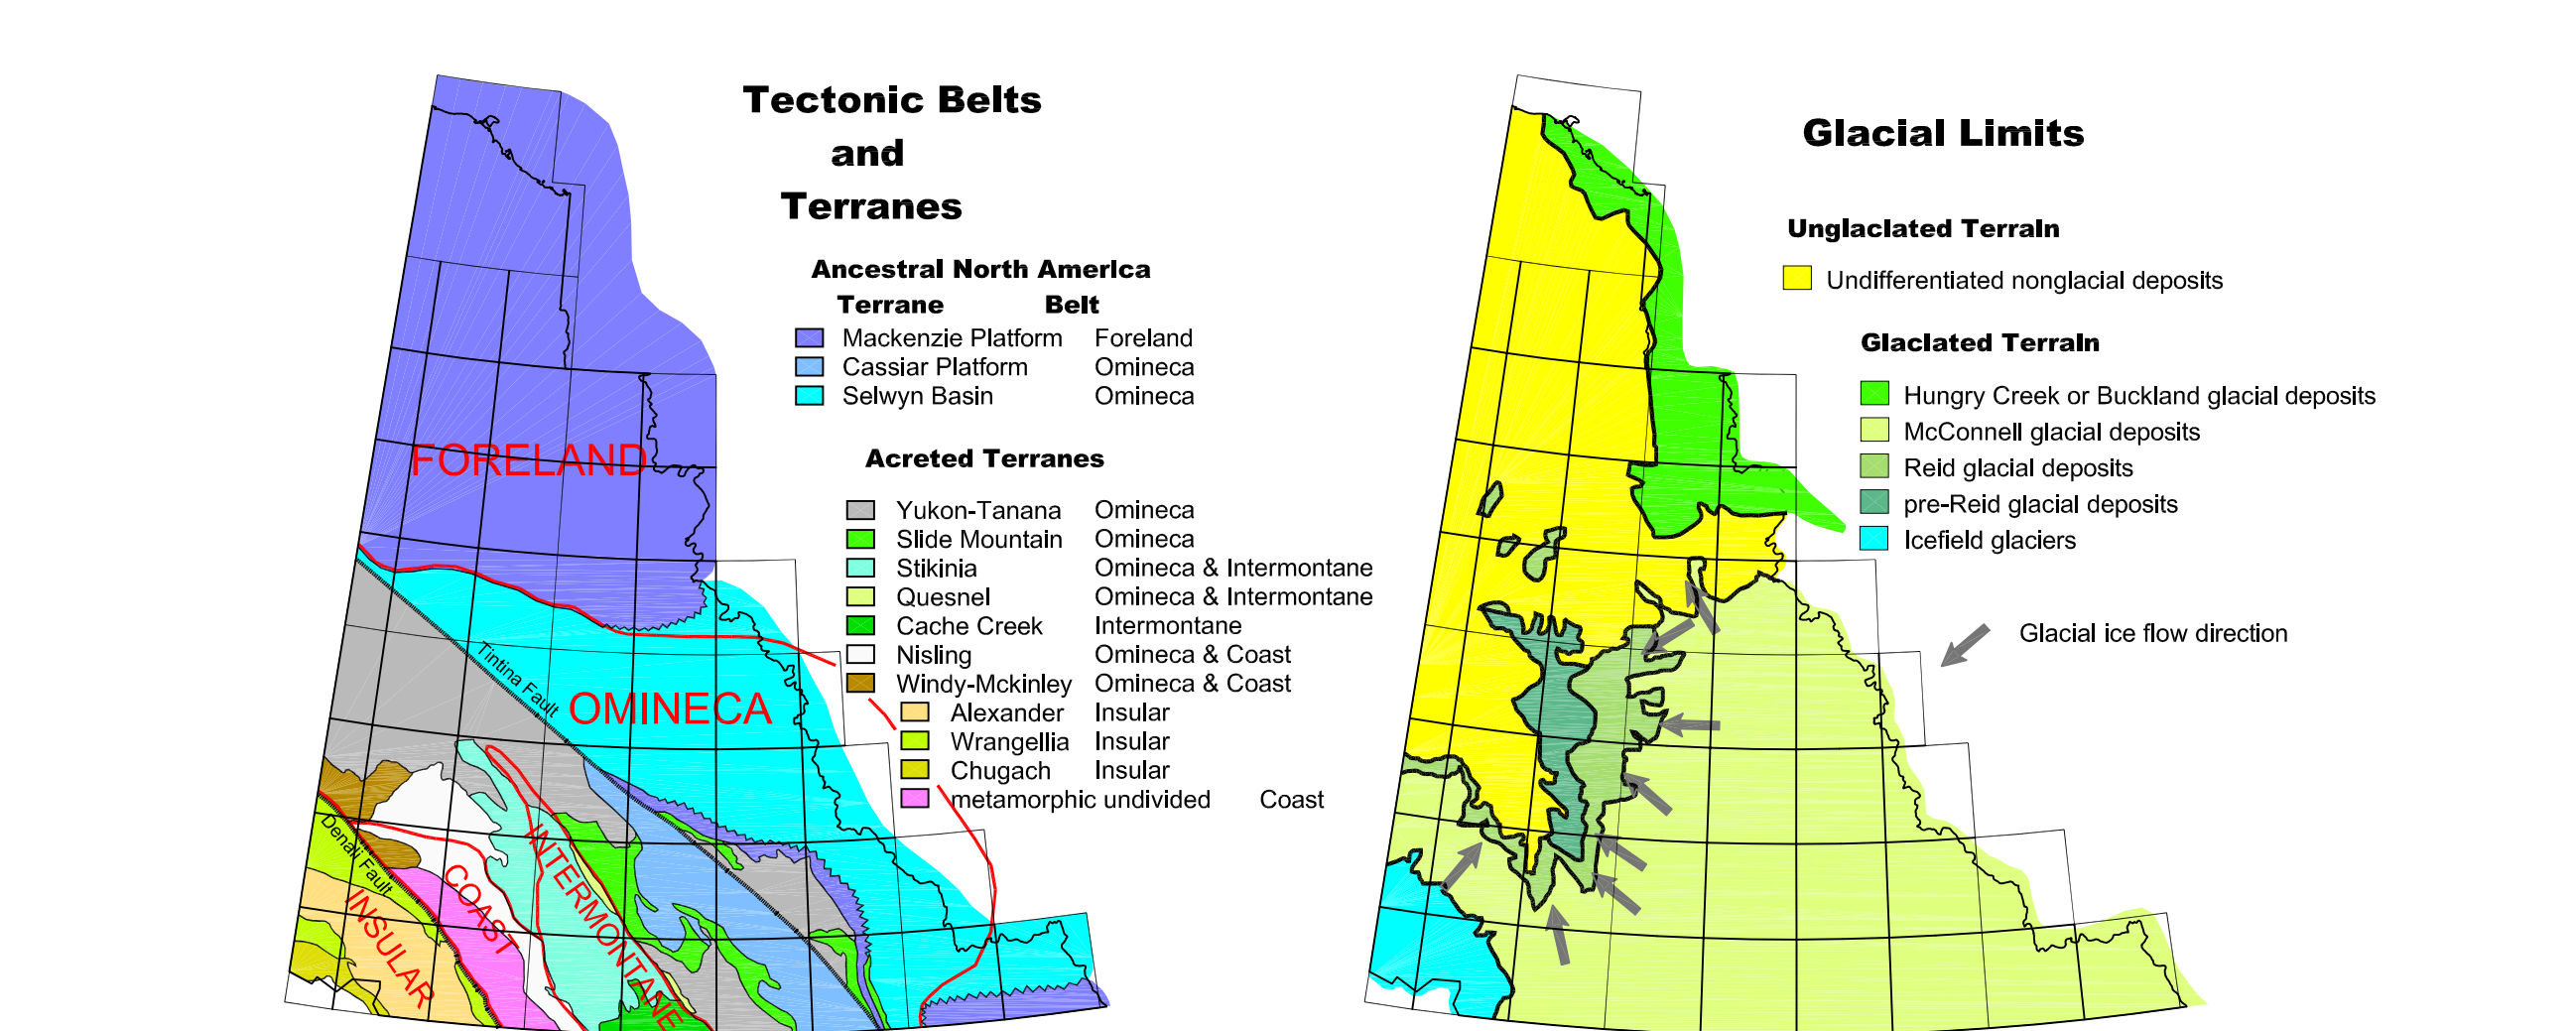 Tectonic Belts
and
Terranes
Ancestral North America
Terrane Belt
Mackenzie Platform Foreland
Cassiar Platform Omineca
Selwyn Basin Omineca
Acreted Terranes
Yukon-Tanana Omineca
Slide Mountain Omineca
Stikinia Omineca & Intermontane
Quesnel Omineca & Intermontane
Cache Creek Intermontane
Nisling Omineca & Coast
Windy-Mckinley Omineca & Coast
Alexander Insular
Wrangellia Insular
Chugach Insular
metamorphic undivided Coast
FORELAND
OMINECA
Tintina Fault
Denali Fault
INTERMONTANE
COAST
INSULAR
Glacial Limits
Unglaciated Terrain
Undifferentiated nonglacial deposits
Glaciated Terrain
Hungry Creek or Buckland glacial deposits
McConnell glacial deposits
Reid glacial deposits
pre-Reid glacial deposits
Icefield glaciers
Glacial ice flow direction